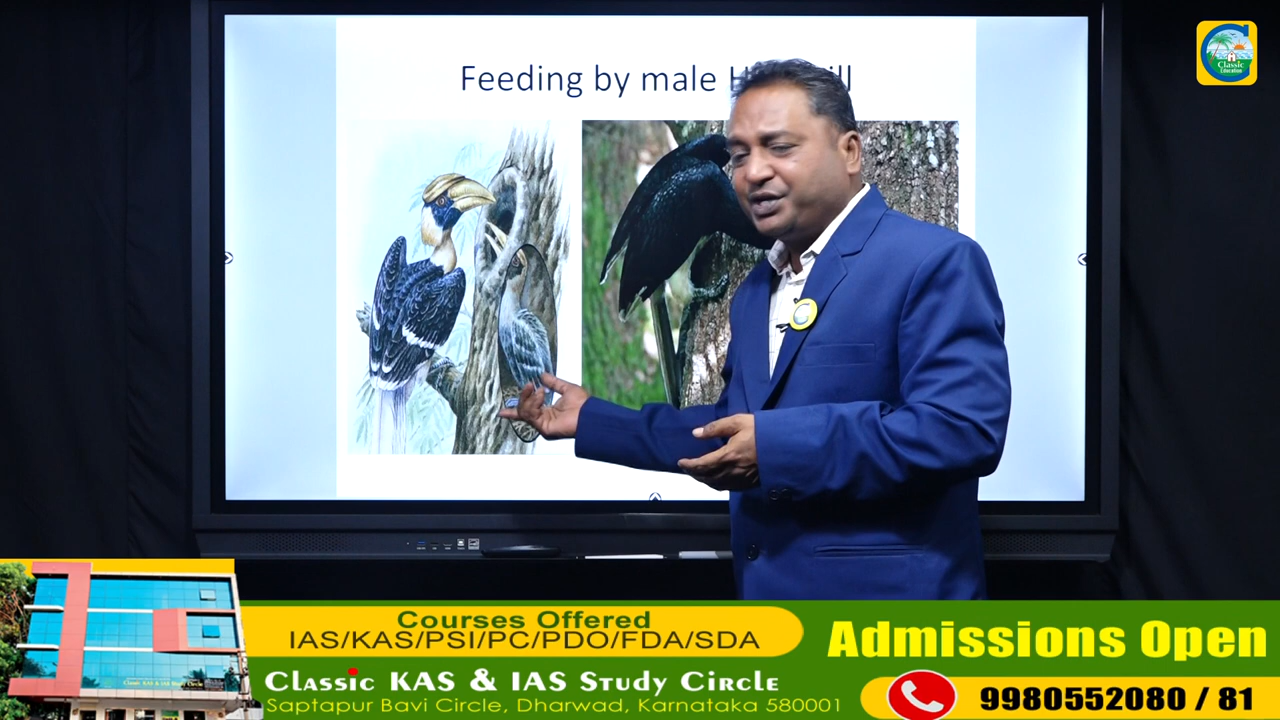 Feeding by male
Classic
Education
Courses Offered
IAS/KAS/PSI/PC/PDO/FDA/SDA
Admissions Open
Classic KAS & IAS Study Circle
Saptapur Bavi Circle, Dharwad, Karnataka 580001
9980552080 / 81